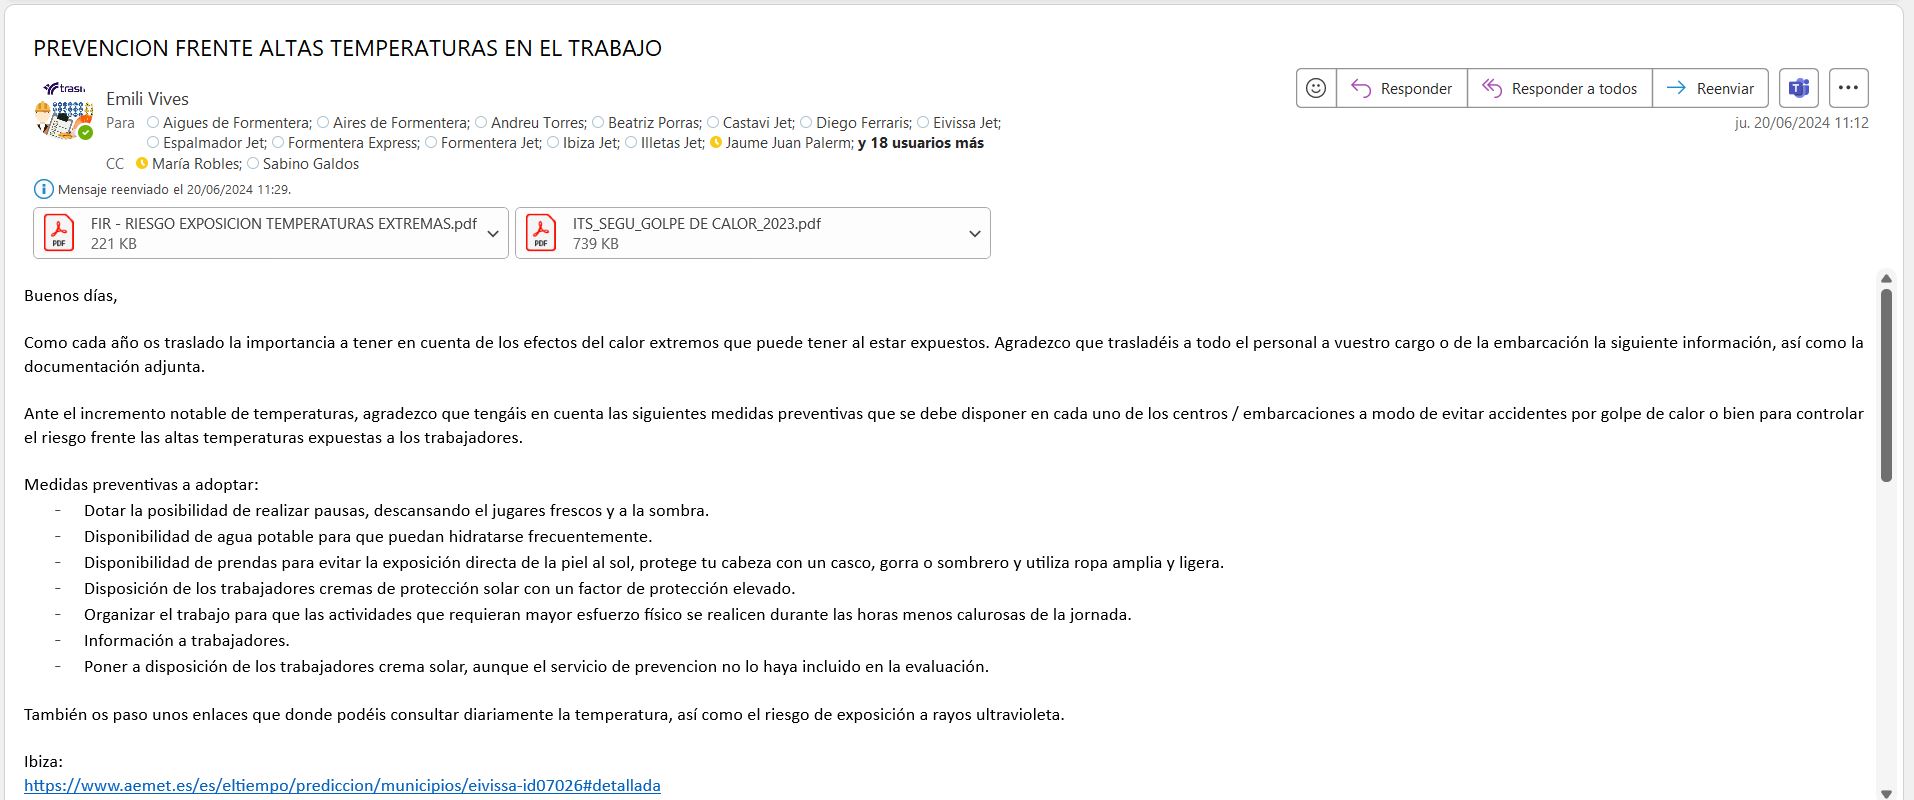 PREVENCION FRENTE ALTAS TEMPERATURAS EN EL TRABAJO
Emili Vives
Responder
Responder a todos
Reenviar
ju. 20/06/2024 11:12
Para Aigues de Formentera; Aires de Formentera; Andreu Torres; Beatriz Porras; Castavi Jet; Diego Ferraris; Eivissa Jet;
Espalmador Jet; Formentera Express; Formentera Jet; Ibiza Jet; Illetas Jet; Jaume Juan Palerm; y 18 usuarios más
CC María Robles; Sabino Galdos
Mensaje reenviado el 20/06/2024 11:29.
FIR - RIESGO EXPOSICION TEMPERATURAS EXTREMAS.pdf
221 KB
ITS_SEGU_GOLPE DE CALOR_2023.pdf
739 KB
Buenos días,
Como cada año os traslado la importancia a tener en cuenta de los efectos del calor extremos que puede tener al estar expuestos. Agradezco que trasladéis a todo el personal a vuestro cargo o de la embarcación la siguiente información, así como la
documentación adjunta.
Ante el incremento notable de temperaturas, agradezco que tengáis en cuenta las siguientes medidas preventivas que se debe disponer en cada uno de los centros / embarcaciones a modo de evitar accidentes por golpe de calor o bien para controlar
el riesgo frente las altas temperaturas expuestas a los trabajadores.
Medidas preventivas a adoptar:
- Dotar la posibilidad de realizar pausas, descansando el jugares frescos y a la sombra.
- Disponibilidad de agua potable para que puedan hidratarse frecuentemente.
- Disponibilidad de prendas para evitar la exposición directa de la piel al sol, protege tu cabeza con un casco, gorra o sombrero y utiliza ropa amplia y ligera.
- Disposición de los trabajadores cremas de protección solar con un factor de protección elevado.
- Organizar el trabajo para que las actividades que requieran mayor esfuerzo físico se realicen durante las horas menos calurosas de la jornada.
- Información a trabajadores.
- Poner a disposición de los trabajadores crema solar, aunque el servicio de prevencion no lo haya incluido en la evaluación.
También os paso unos enlaces que donde podéis consultar diariamente la temperatura, así como el riesgo de exposición a rayos ultravioleta.
Ibiza:
https://www.aemet.es/es/eltiempo/prediccion/municipios/eivissa-id07026#detallada